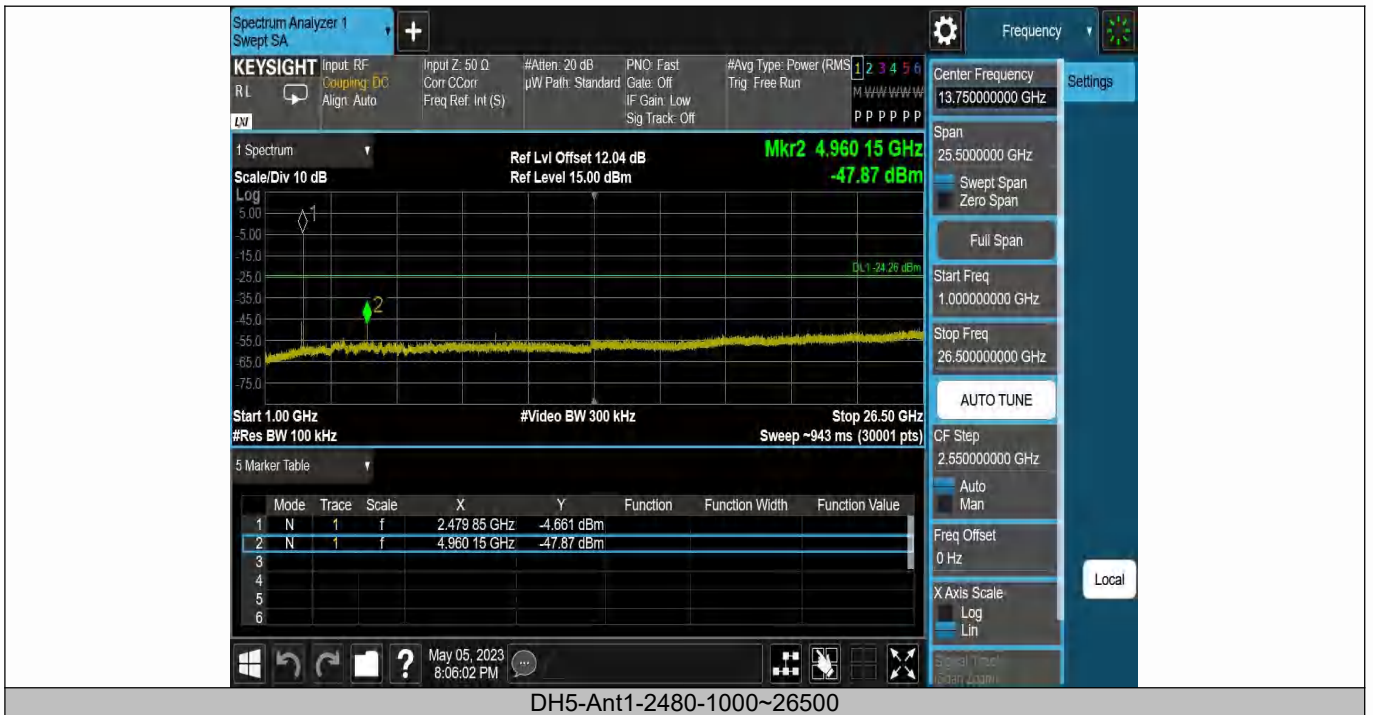 Spectrum Analyzer 1
Swept SA
+
Frequency
KEYSIGHT
RL
LXI
Input: RF
Coupling: DC
Align: Auto
Input Z: 50 Ω
Corr CCorr
Freq Ref: Int (S)
#Atten: 20 dB
µW Path: Standard
PNO: Fast
Gate: Off
IF Gain: Low
Sig Track: Off
#Avg Type: Power (RMS
Trig: Free Run
1 2 3 4 5 6
M W W W W W
P P P P P P
1 Spectrum
Scale/Div 10 dB
Ref Lvl Offset 12.04 dB
Ref Level 15.00 dBm
Mkr2 4.960 15 GHz
-47.87 dBm
Log
5.00
-5.00
-15.0
-25.0
-35.0
-45.0
-55.0
-65.0
-75.0
1
2
DL1 -24.26 dBm
Start 1.00 GHz
#Video BW 300 kHz
Stop 26.50 GHz
#Res BW 100 kHz
Sweep ~943 ms (30001 pts)
5 Marker Table
Mode Trace Scale X Y Function Function Width Function Value
1 N 1 f 2.479 85 GHz -4.661 dBm
2 N 1 f 4.960 15 GHz -47.87 dBm
3
4
5
6
?
May 05, 2023
8:06:02 PM
Center Frequency
13.750000000 GHz
Settings
Span
25.5000000 GHz
Swept Span
Zero Span
Full Span
Start Freq
1.000000000 GHz
Stop Freq
26.500000000 GHz
AUTO TUNE
CF Step
2.550000000 GHz
Auto
Man
Freq Offset
0 Hz
X Axis Scale
Log
Lin
Signal Track
(Span Zoom)
Local
DH5-Ant1-2480-1000~26500